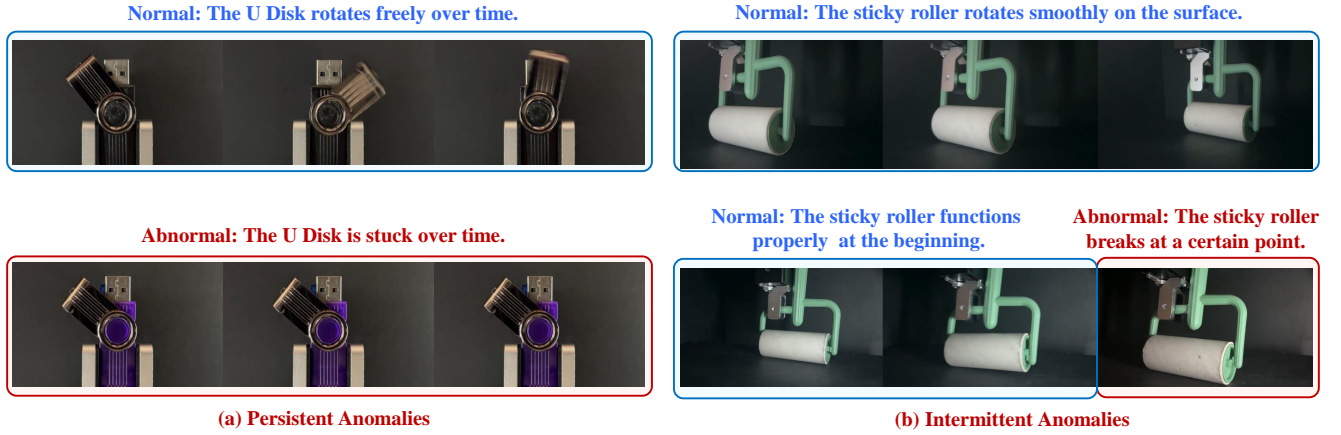 Normal: The U Disk rotates freely over time.
Normal: The sticky roller rotates smoothly on the surface.
Abnormal: The U Disk is stuck over time.
Normal: The sticky roller functions
properly at the beginning.
Abnormal: The sticky roller
breaks at a certain point.
(a) Persistent Anomalies
(b) Intermittent Anomalies